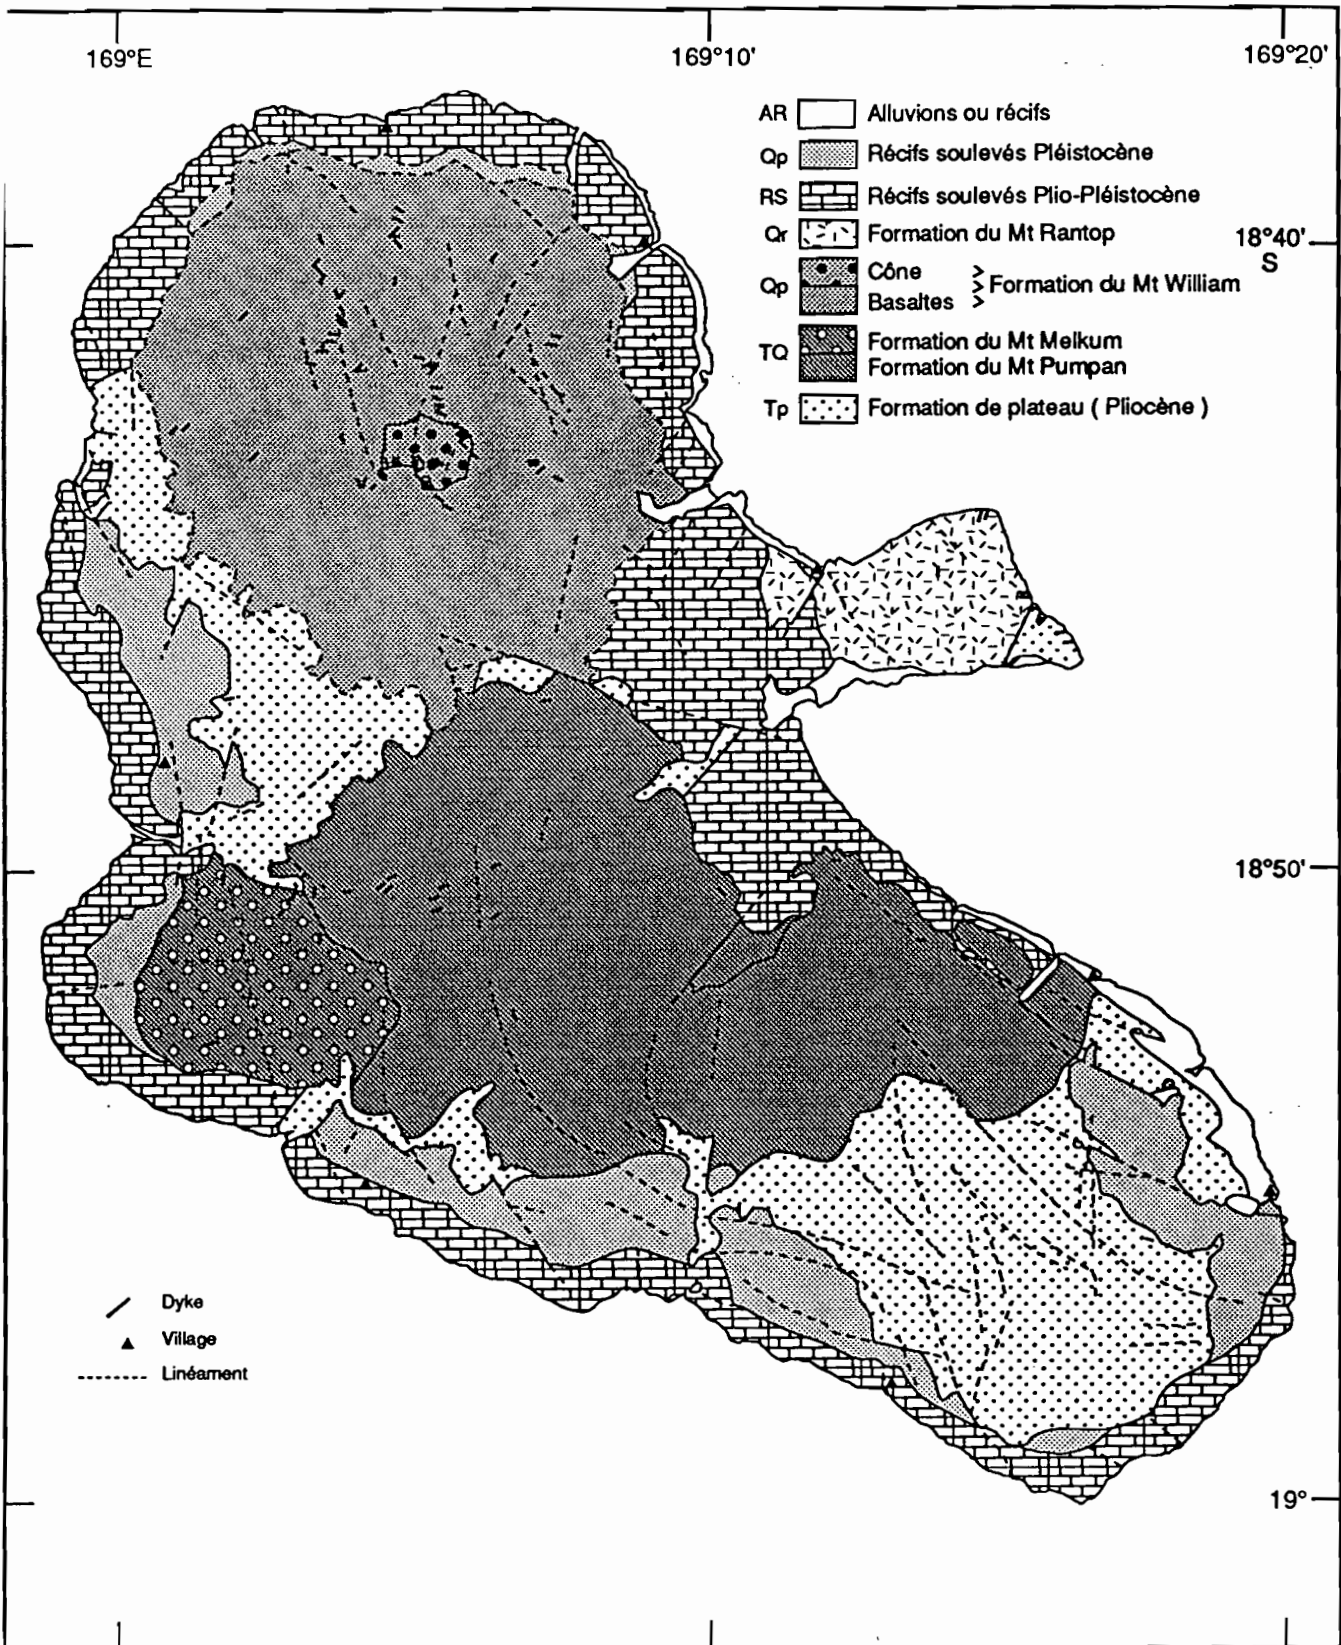 169°E
169°10'
169°20'
AR Alluvions ou récifs
Qp Récifs soulevés Pléistocène
RS Récifs soulevés Plio-Pléistocène
Qr Formation du Mt Rantop
18°40'
S
Qp Cône
Basaltes
Formation du Mt William
TQ Formation du Mt Melkum
Formation du Mt Pumpan
Tp Formation de plateau ( Pliocène )
18°50'
Dyke
Village
Linéament
19°